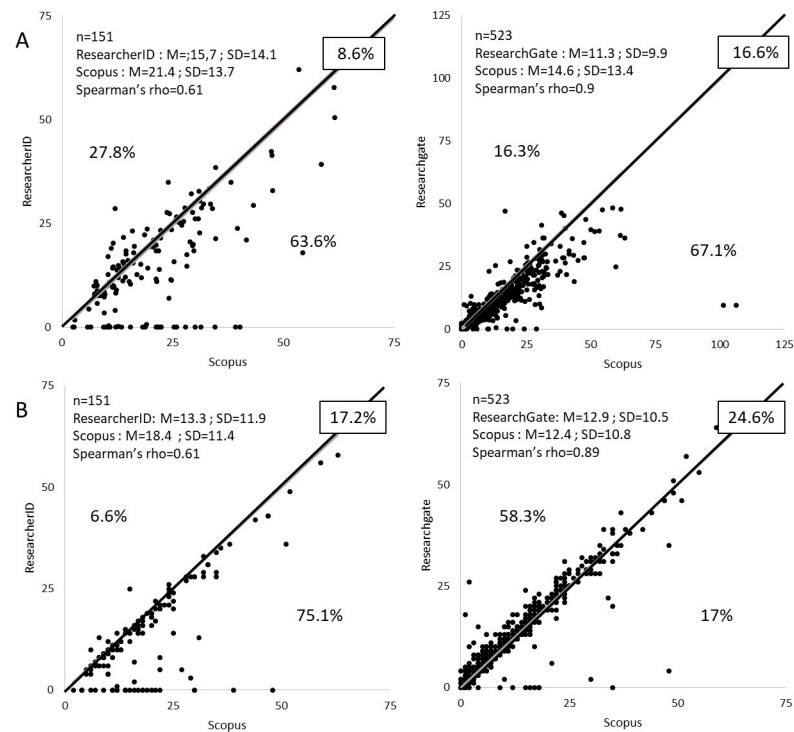 A
75
50
25
0
0
25
50
75
ResearcherID
Scopus
n=151
ResearcherID : M=;15,7 ; SD=14.1
Scopus : M=21.4 ; SD=13.7
Spearman's rho=0.61
8.6%
27.8%
63.6%
125
100
75
50
25
0
0
25
50
75
100
125
Researchgate
Scopus
n=523
ResearchGate : M=11.3 ; SD=9.9
Scopus : M=14.6 ; SD=13.4
Spearman's rho=0.9
16.6%
16.3%
67.1%
B
75
50
25
0
0
25
50
75
ResearcherID
Scopus
n=151
ResearcherID: M=13.3 ; SD=11.9
Scopus : M=18.4 ; SD=11.4
Spearman's rho=0.61
17.2%
6.6%
75.1%
75
50
25
0
0
25
50
75
Researchgate
Scopus
n=523
ResearchGate: M=12.9 ; SD=10.5
Scopus : M=12.4 ; SD=10.8
Spearman's rho=0.89
24.6%
58.3%
17%